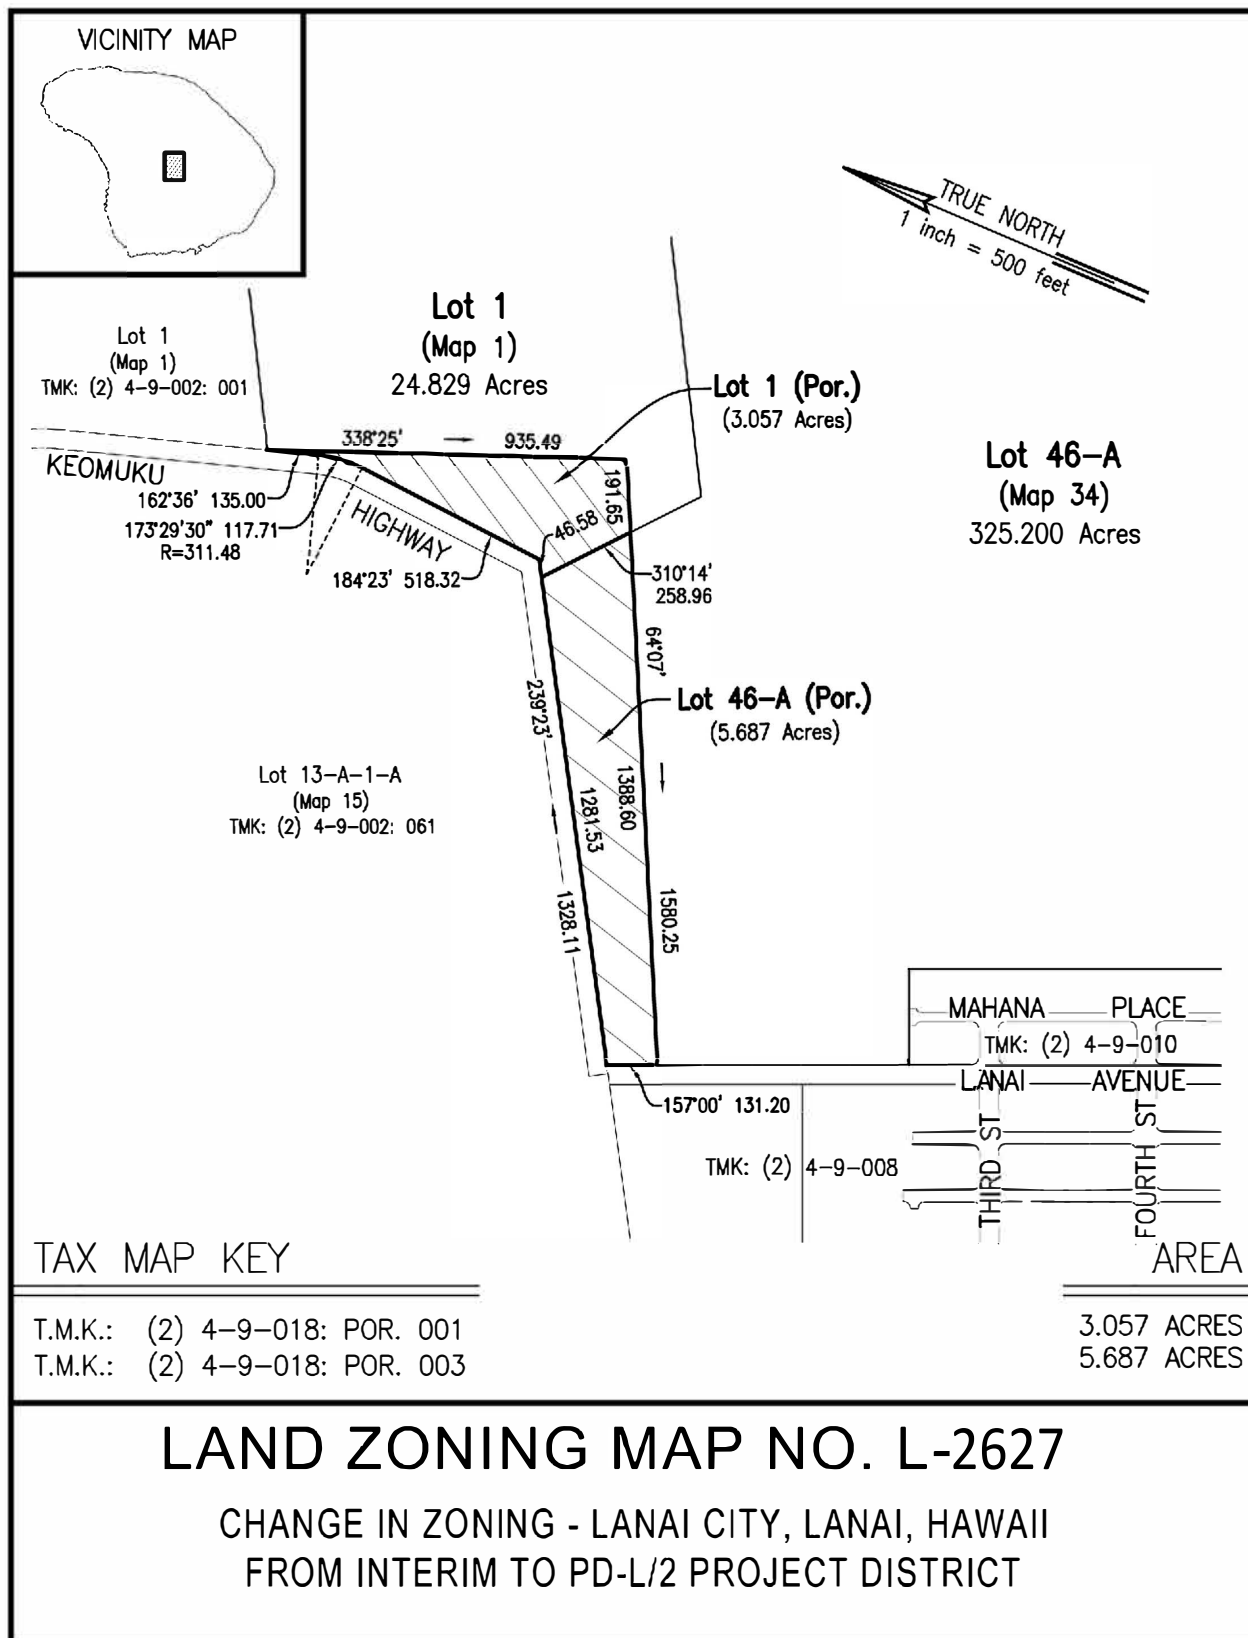 VICINITY MAP
TRUE NORTH
1 inch = 500 feet
Lot 1
(Map 1)
24.829 Acres
Lot 1
(Map 1)
TMK: (2) 4-9-002: 001
Lot 1 (Por.)
(3.057 Acres)
338°25' 935.49
KEOMUKU
HIGHWAY
162°36' 135.00
173°29'30" 117.71
R=311.48
184°23' 518.32
46.58
191.65
310°14'
258.96
Lot 46-A
(Map 34)
325.200 Acres
64°07'
Lot 46-A (Por.)
(5.687 Acres)
239°23'
1388.60
1281.53
1328.11
1580.25
Lot 13-A-1-A
(Map 15)
TMK: (2) 4-9-002: 061
MAHANA PLACE
TMK: (2) 4-9-010
LANAI AVENUE
157°00' 131.20
TMK: (2) 4-9-008
THIRD ST
FOURTH ST
TAX MAP KEY
AREA
T.M.K.: (2) 4-9-018: POR. 001
3.057 ACRES
T.M.K.: (2) 4-9-018: POR. 003
5.687 ACRES
LAND ZONING MAP NO. L-2627
CHANGE IN ZONING - LANAI CITY, LANAI, HAWAII
FROM INTERIM TO PD-L/2 PROJECT DISTRICT